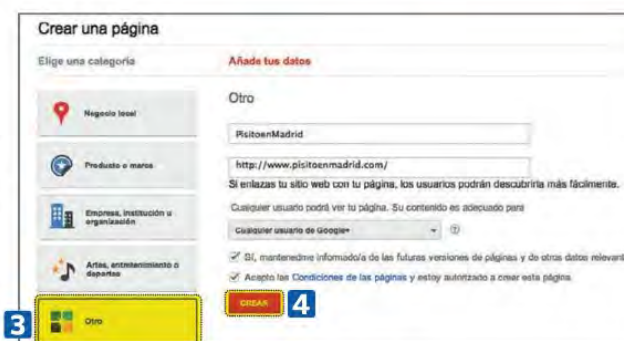 Crear una página
Elige una categoría
Añade tus datos
Negocio local
Producto o marca
Empresa, institución u
organización
Artes, entretenimiento o
deportes
3
Otro
Otro
PisitoenMadrid
http://www.pisitoenmadrid.com/
Si enlazas tu sitio web con tu página, los usuarios podrán descubrirla más fácilmente.
Cualquier usuario podrá ver tu página. Su contenido es adecuado para
Cualquier usuario de Google+
Sí, mantenedme informado/a de las futuras versiones de páginas y de otros datos relevant
Acepto las Condiciones de las páginas y estoy autorizado a crear esta página.
CREAR
4